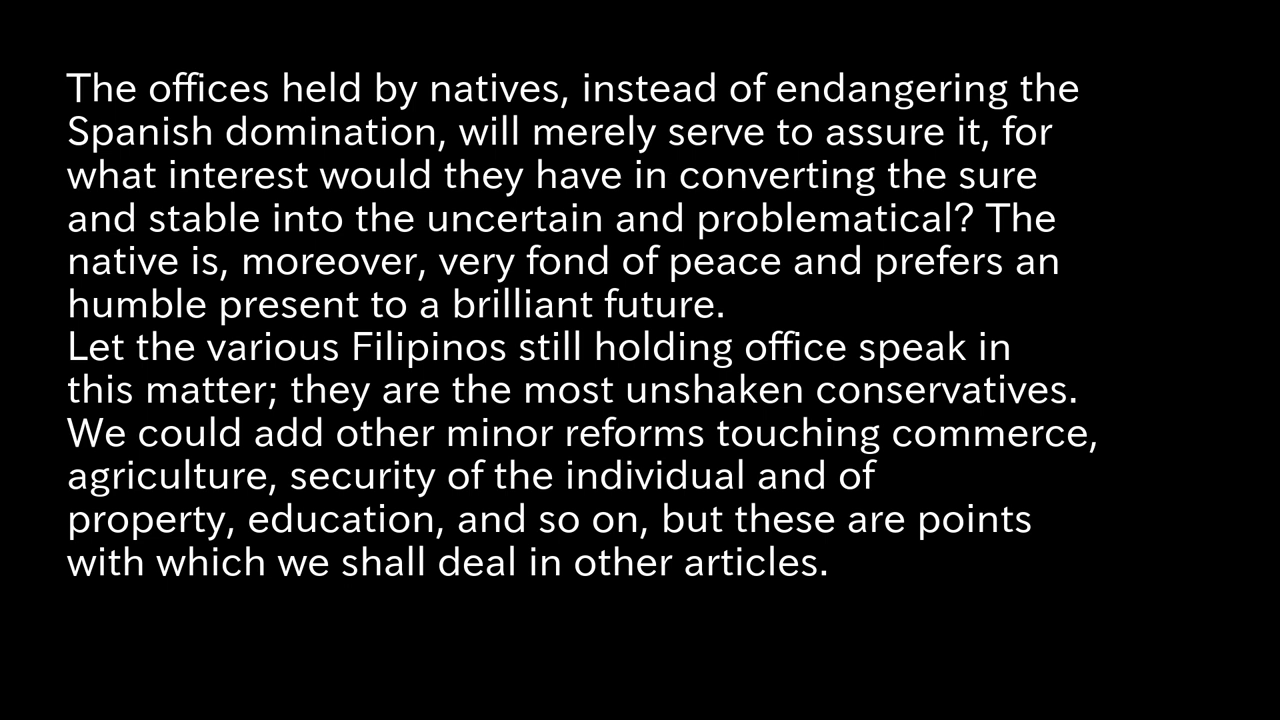 The offices held by natives, instead of endangering the
Spanish domination, will merely serve to assure it, for
what interest would they have in converting the sure
and stable into the uncertain and problematical? The
native is, moreover, very fond of peace and prefers an
humble present to a brilliant future.
Let the various Filipinos still holding office speak in
this matter; they are the most unshaken conservatives.
We could add other minor reforms touching commerce,
agriculture, security of the individual and of
property, education, and so on, but these are points
with which we shall deal in other articles.